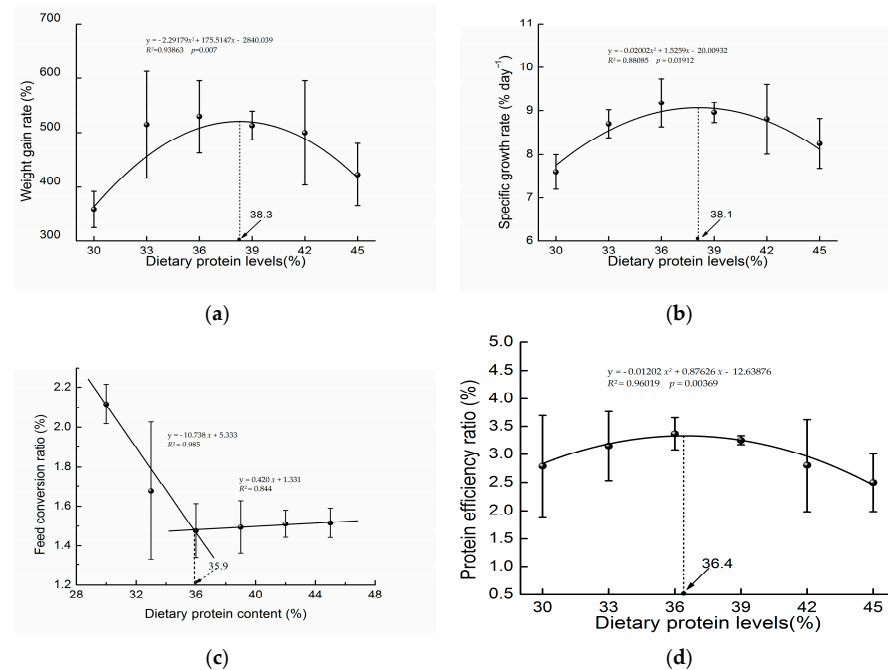 y = -2.29179x² + 175.5147x - 2840.039
R²=0.93863 p=0.007
Weight gain rate (%)
700
600
500
400
300
38.3
30 33 36 39 42 45
Dietary protein levels(%)
(a)
y = -0.02002x² + 1.5259x - 20.00932
R² = 0.88085 p = 0.01912
Specific growth rate (% day⁻¹)
11
10
9
8
7
6
38.1
30 33 36 39 42 45
Dietary protein levels(%)
(b)
Feed conversion ratio (%)
2.2
2.0
1.8
1.6
1.4
1.2
y = -10.738 x + 5.333
R² = 0.985
y = 0.420 x + 1.331
R² = 0.844
35.9
28 32 36 40 44 48
Dietary protein content (%)
(c)
y = -0.01202 x² + 0.87626 x - 12.63876
R² = 0.96019 p = 0.00369
Protein efficiency ratio (%)
5.0
4.5
4.0
3.5
3.0
2.5
2.0
1.5
1.0
0.5
36.4
30 33 36 39 42 45
Dietary protein levels(%)
(d)